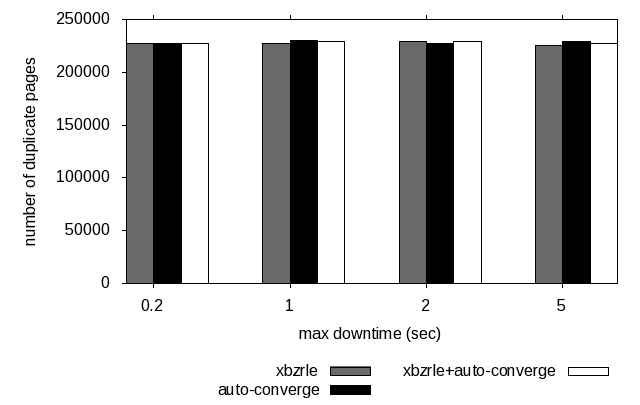 250000
200000
150000
100000
50000
0
number of duplicate pages
0.2 1 2 5
max downtime (sec)
xbzrle xbzrle+auto-converge
auto-converge